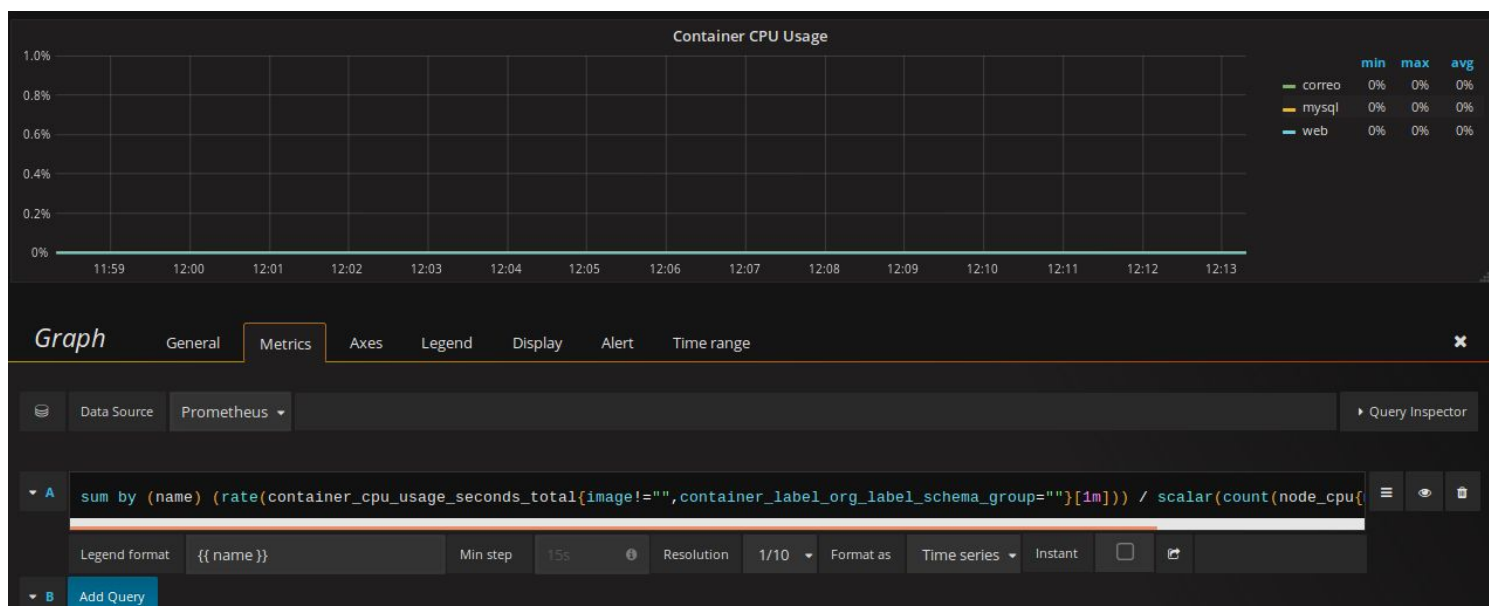 Container CPU Usage
1.0%
0.8%
0.6%
0.4%
0.2%
0%
11:59 12:00 12:01 12:02 12:03 12:04 12:05 12:06 12:07 12:08 12:09 12:10 12:11 12:12 12:13
min max avg
correo 0% 0% 0%
mysql 0% 0% 0%
web 0% 0% 0%
Graph General Metrics Axes Legend Display Alert Time range
Data Source Prometheus Query Inspector
A sum by (name) (rate(container_cpu_usage_seconds_total{image!="",container_label_org_label_schema_group=""}[1m])) / scalar(count(node_cpu{
Legend format {{ name }} Min step 15s Resolution 1/10 Format as Time series Instant
B Add Query